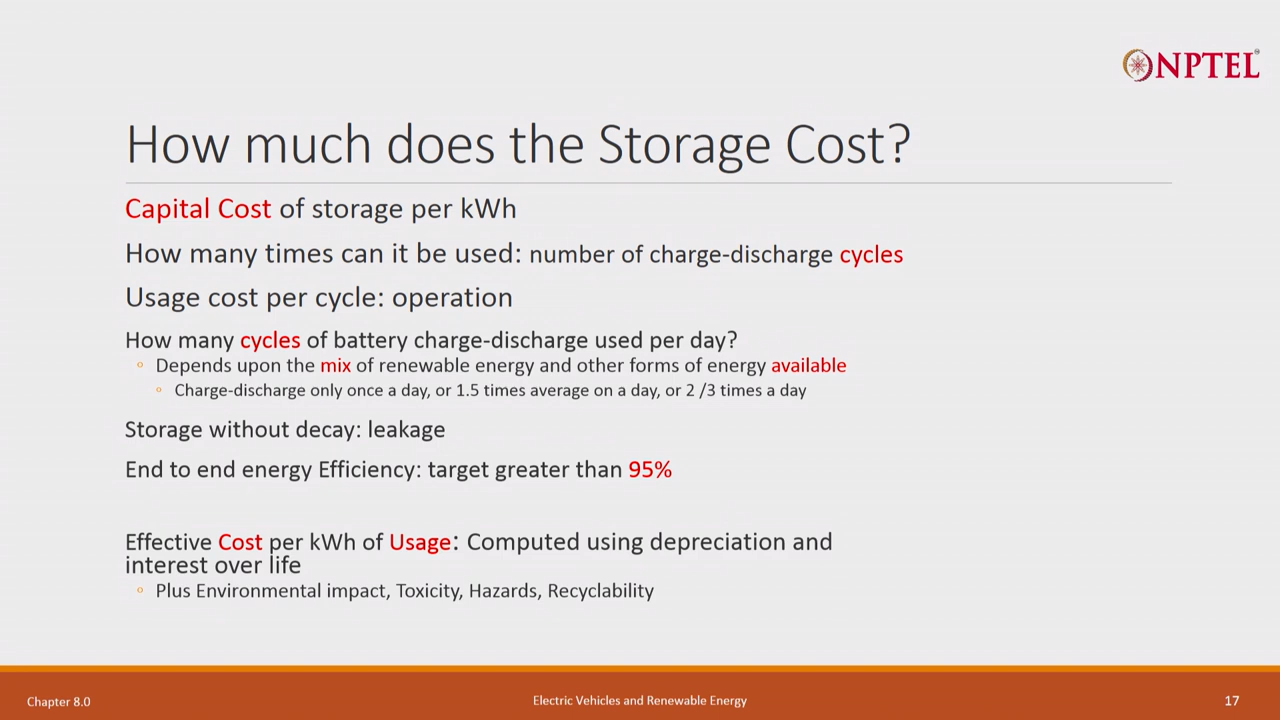 NPTEL
How much does the Storage Cost?
Capital Cost of storage per kWh
How many times can it be used: number of charge-discharge cycles
Usage cost per cycle: operation
How many cycles of battery charge-discharge used per day?
◦ Depends upon the mix of renewable energy and other forms of energy available
◦ Charge-discharge only once a day, or 1.5 times average on a day, or 2 /3 times a day
Storage without decay: leakage
End to end energy Efficiency: target greater than 95%
Effective Cost per kWh of Usage: Computed using depreciation and
interest over life
◦ Plus Environmental impact, Toxicity, Hazards, Recyclability
Chapter 8.0
Electric Vehicles and Renewable Energy
17